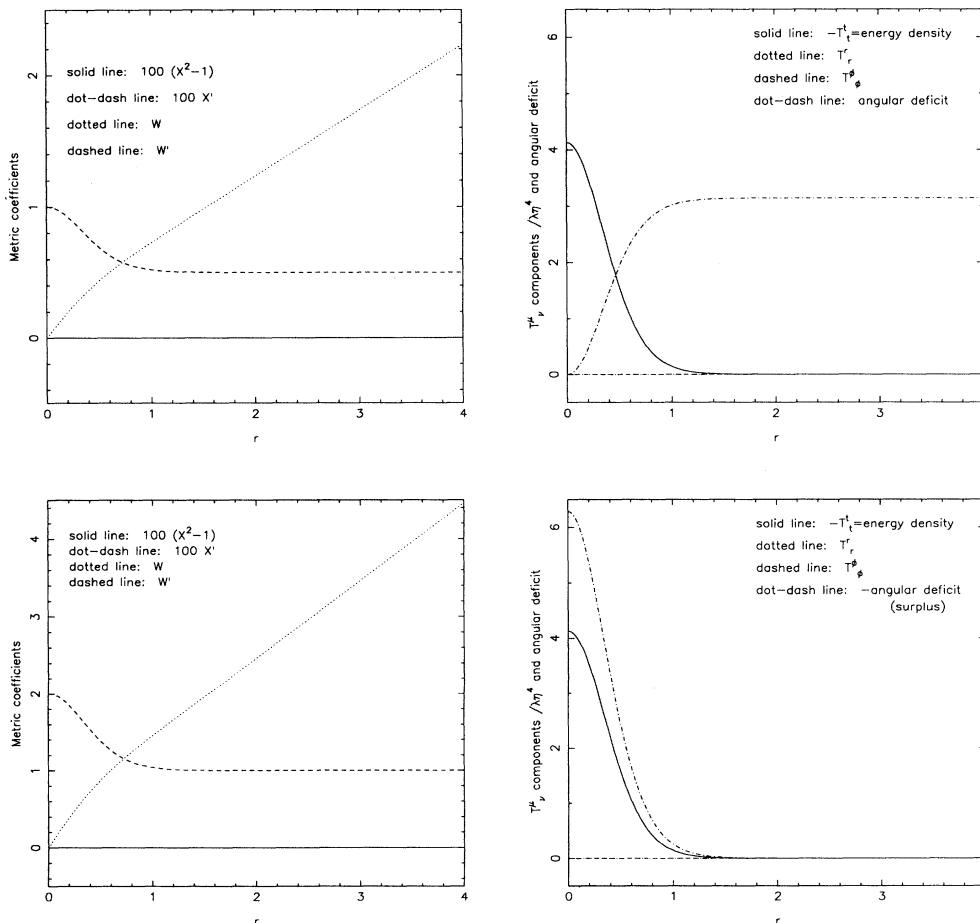 solid line: 100 (X²−1)
dot−dash line: 100 X'
dotted line: W
dashed line: W'
Metric coefficients
0
1
2
0
1
2
3
4
r
solid line: −Tᵗₜ=energy density
dotted line: Tʳᵣ
dashed line: T^ø_ø
dot−dash line: angular deficit
T^μ_ν components /λη⁴ and angular deficit
0
2
4
6
0
1
3
r
solid line: 100 (X²−1)
dot−dash line: 100 X'
dotted line: W
dashed line: W'
Metric coefficients
0
1
2
3
4
0
1
2
3
4
r
solid line: −Tᵗₜ=energy density
dotted line: Tʳᵣ
dashed line: T^ø_ø
dot−dash line: −angular deficit
(surplus)
T^μ_ν components /λη⁴ and angular deficit
0
2
4
6
0
1
3
r